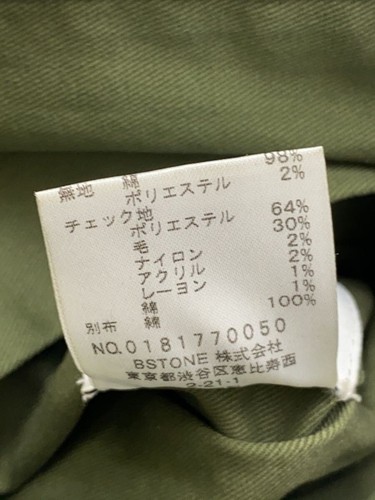 無地 綿 98%
ポリエステル 2%
チェック地
ポリエステル 64%
毛 30%
ナイロン 2%
アクリル 2%
レーヨン 1%
綿 1%
別布 綿 100%
NO.0181770050
BSTONE 株式会社
東京都渋谷区恵比寿西
2-21-1